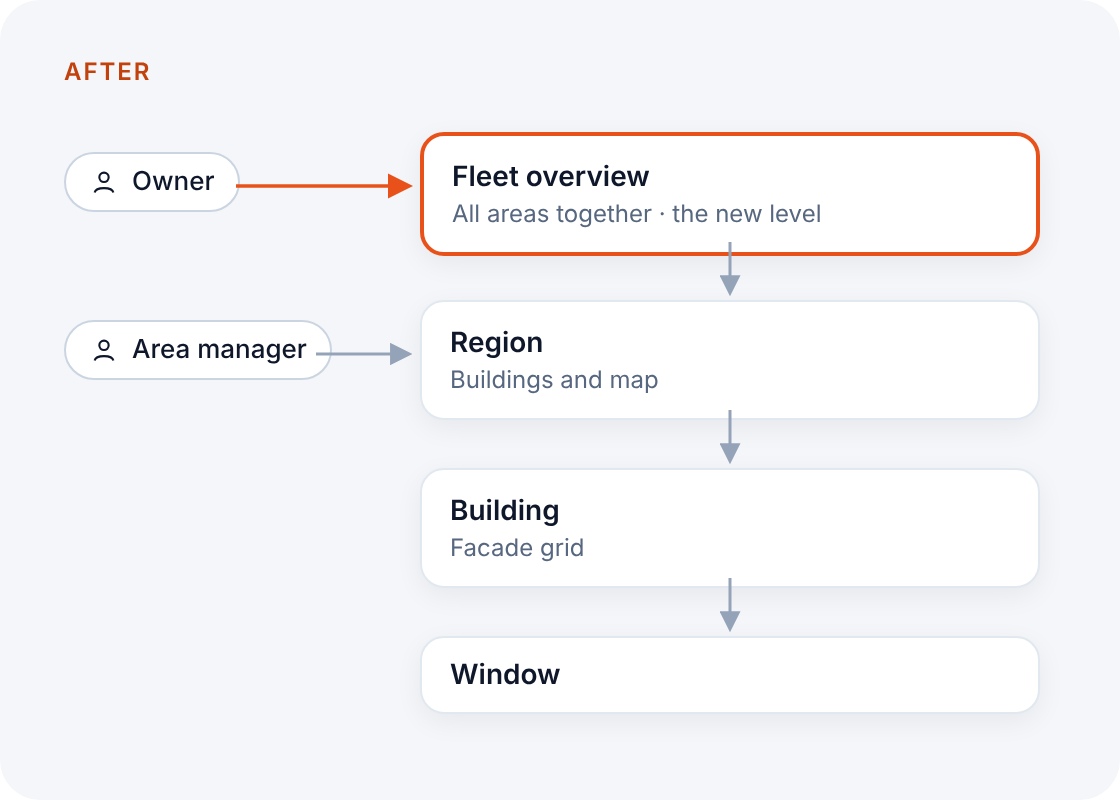 AFTER
Owner
Fleet overview
All areas together · the new level
Area manager
Region
Buildings and map
Building
Facade grid
Window